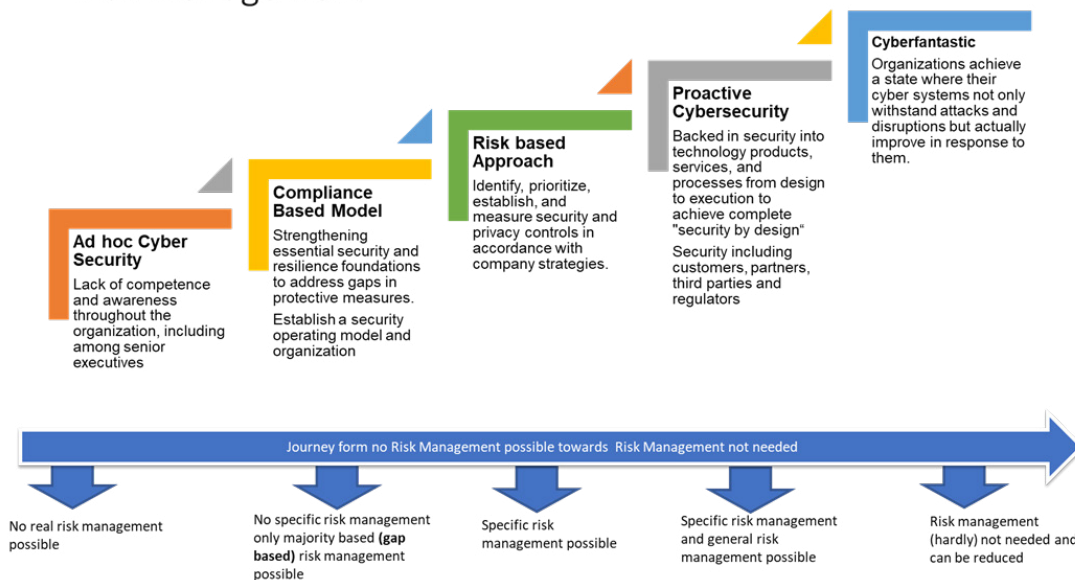 Cyberfantastic
Organizations achieve
a state where their
cyber systems not only
withstand attacks and
disruptions but actually
improve in response to
them.
Proactive
Cybersecurity
Backed in security into
technology products,
services, and
processes from design
to execution to
achieve complete
"security by design“
Security including
customers, partners,
third parties and
regulators
Risk based
Approach
Identify, prioritize,
establish, and
measure security and
privacy controls in
accordance with
company strategies.
Compliance
Based Model
Strengthening
essential security and
resilience foundations
to address gaps in
protective measures.
Establish a security
operating model and
organization
Ad hoc Cyber
Security
Lack of competence
and awareness
throughout the
organization, including
among senior
executives
Journey form no Risk Management possible towards Risk Management not needed
No real risk management
possible
No specific risk management
only majority based (gap
based) risk management
possible
Specific risk
management possible
Specific risk management
and general risk
management possible
Risk management
(hardly) not needed and
can be reduced